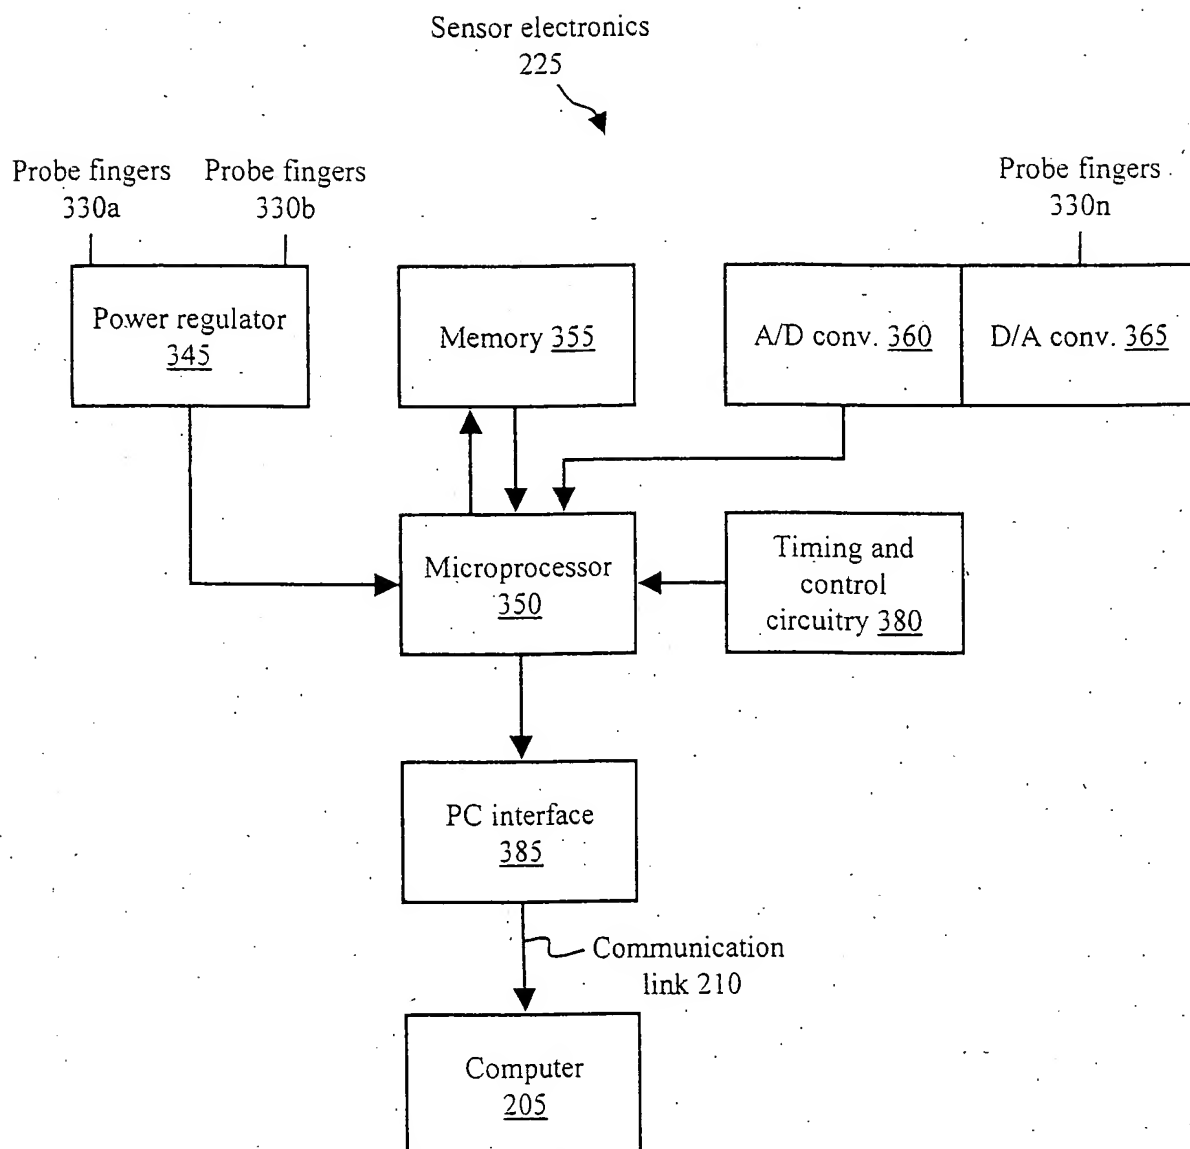 Sensor electronics
225
Probe fingers
330a
Probe fingers
330b
Probe fingers
330n
Power regulator
345
Memory 355
A/D conv. 360
D/A conv. 365
Microprocessor
350
Timing and
control
circuitry 380
PC interface
385
Communication
link 210
Computer
205